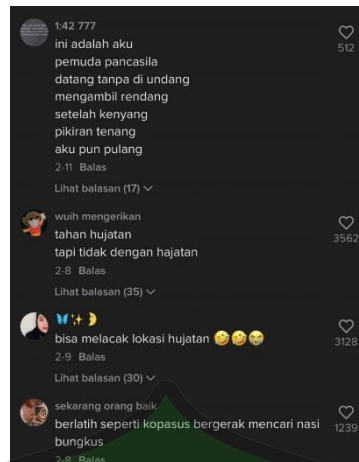 1:42 777
ini adalah aku
pemuda pancasila
datang tanpa di undang
mengambil rendang
setelah kenyang
pikiran tenang
aku pun pulang
2-11 Balas
512
Lihat balasan (17)
wuih mengerikan
tahan hujatan
tapi tidak dengan hajatan
2-8 Balas
3562
Lihat balasan (35)
🦋✨🌛
bisa melacak lokasi hujatan 🤣🤣😭
2-9 Balas
3128
Lihat balasan (30)
sekarang orang baik
berlatih seperti kopasus bergerak mencari nasi
bungkus
1239
2-8 Balas